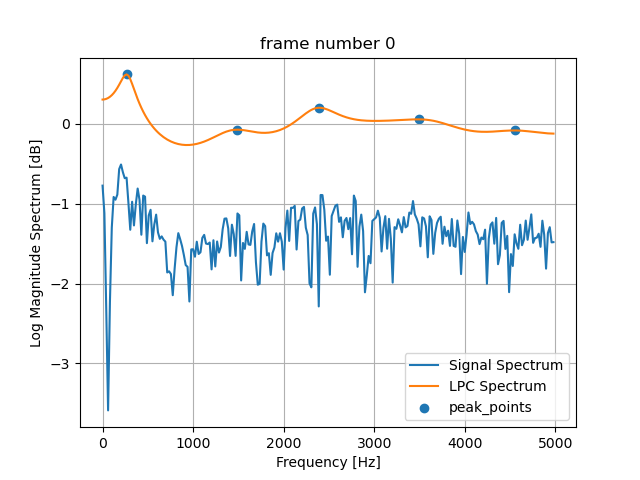 frame number 0
Log Magnitude Spectrum [dB]
0
−1
−2
−3
Signal Spectrum
LPC Spectrum
peak_points
0 1000 2000 3000 4000 5000
Frequency [Hz]